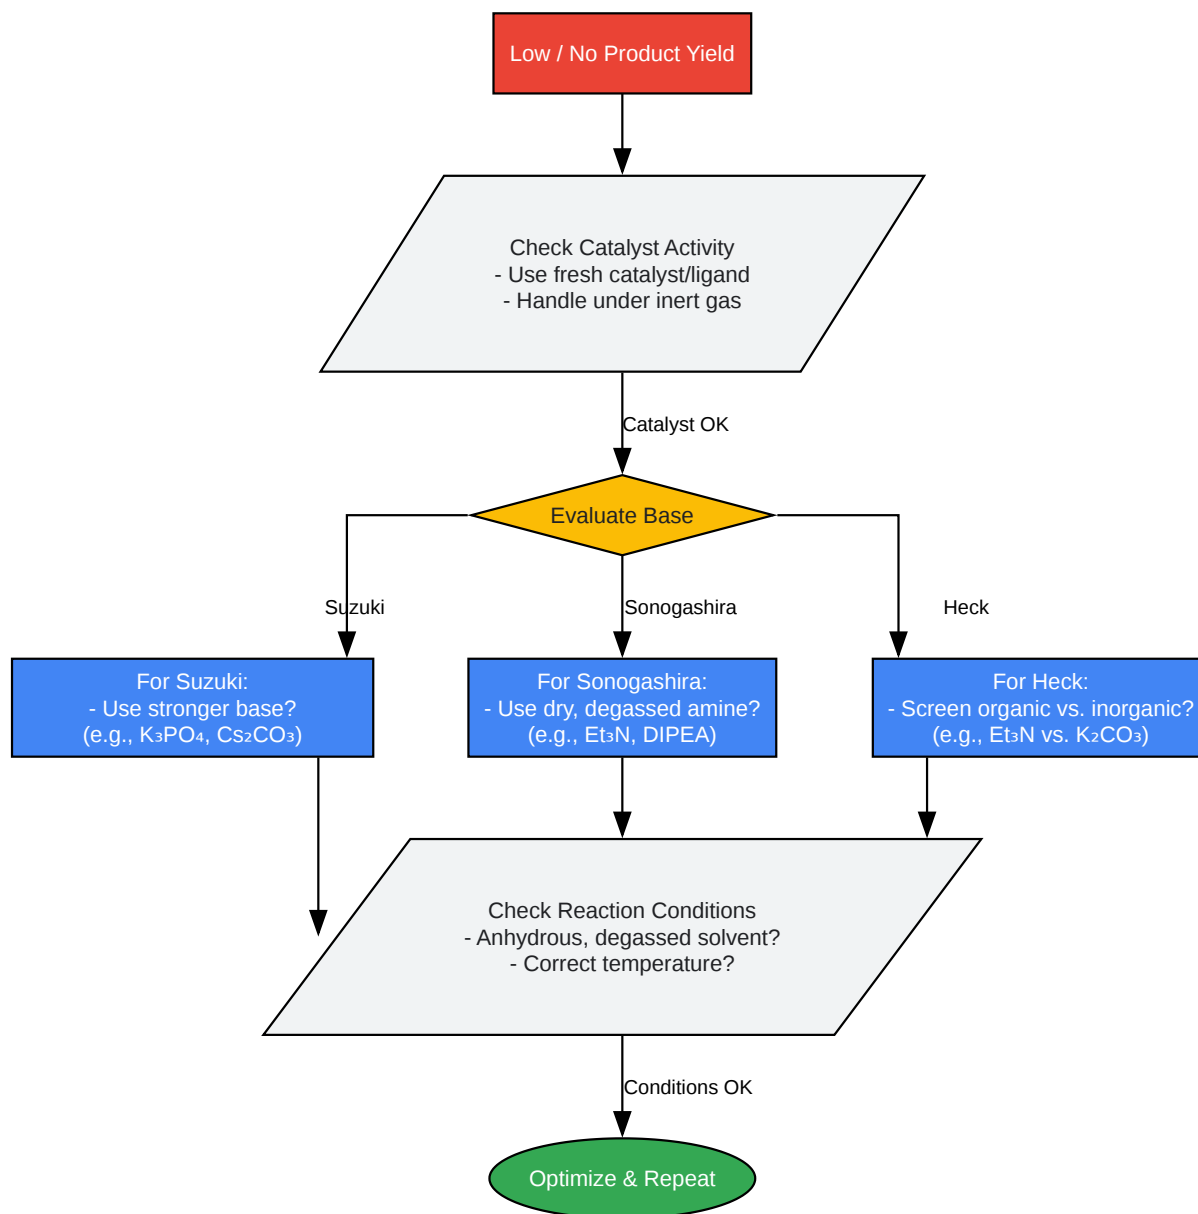 Low / No Product Yield
Check Catalyst Activity
- Use fresh catalyst/ligand
- Handle under inert gas
Catalyst OK
Evaluate Base
Suzuki
Sonogashira
Heck
For Suzuki:
- Use stronger base?
(e.g., K₃PO₄, Cs₂CO₃)
For Sonogashira:
- Use dry, degassed amine?
(e.g., Et₃N, DIPEA)
For Heck:
- Screen organic vs. inorganic?
(e.g., Et₃N vs. K₂CO₃)
Check Reaction Conditions
- Anhydrous, degassed solvent?
- Correct temperature?
Conditions OK
Optimize & Repeat